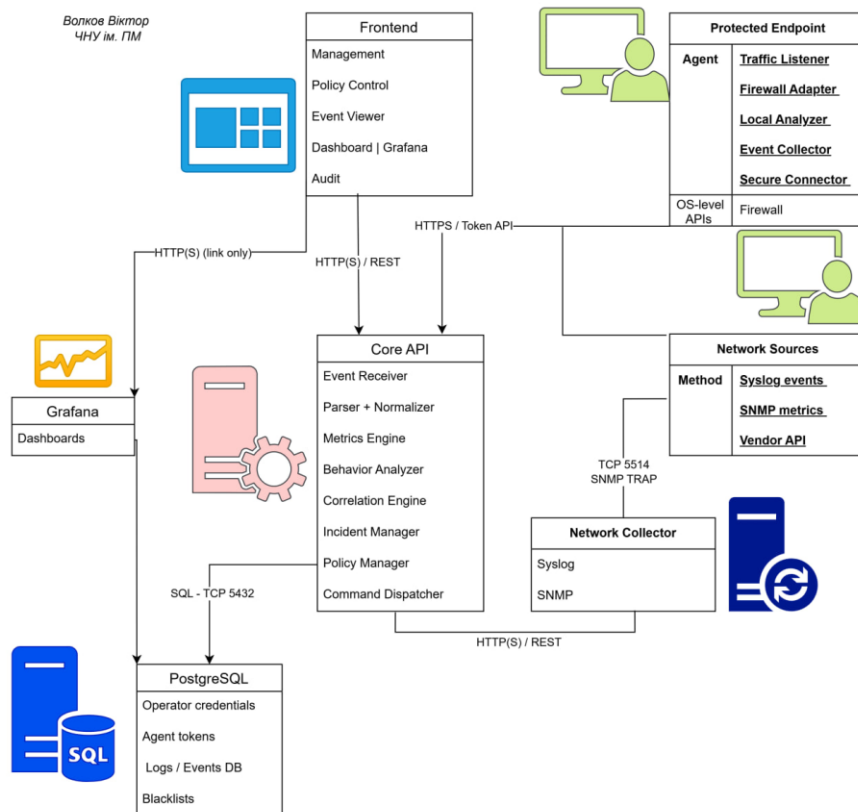 Волков Віктор
ЧНУ ім. ПМ
Frontend
Management
Policy Control
Event Viewer
Dashboard | Grafana
Audit
Protected Endpoint
Agent
Traffic Listener
Firewall Adapter
Local Analyzer
Event Collector
Secure Connector
OS-level
APIs
Firewall
HTTPS / Token API
HTTP(S) (link only)
HTTP(S) / REST
Core API
Event Receiver
Parser + Normalizer
Metrics Engine
Behavior Analyzer
Correlation Engine
Incident Manager
Policy Manager
Command Dispatcher
Network Sources
Method
Syslog events
SNMP metrics
Vendor API
Grafana
Dashboards
TCP 5514
SNMP TRAP
Network Collector
Syslog
SNMP
SQL - TCP 5432
HTTP(S) / REST
PostgreSQL
Operator credentials
Agent tokens
Logs / Events DB
Blacklists
SQL